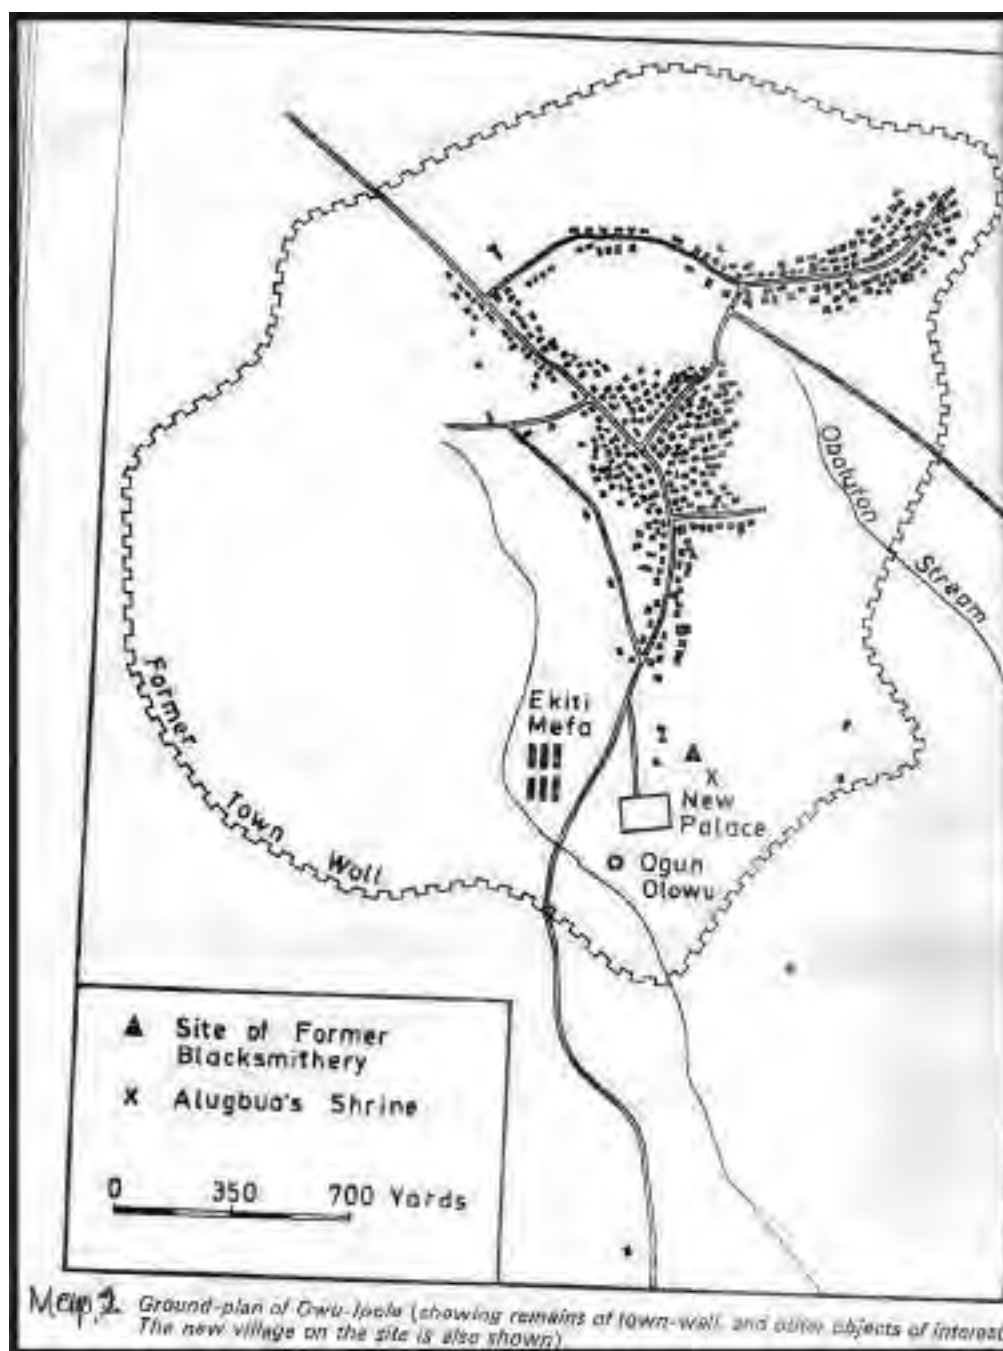 Obatufon
Stream
Former
Town
Wall
Ekiti
Mefa
X
New
Palace
Ogun
Olowu
Site of Former
Blacksmithery
X Alugbua's Shrine
0 350 700 Yards
Map 2 Ground-plan of Owu-Ipole (showing remains of town-wall, and other objects of interest
The new village on the site is also shown)